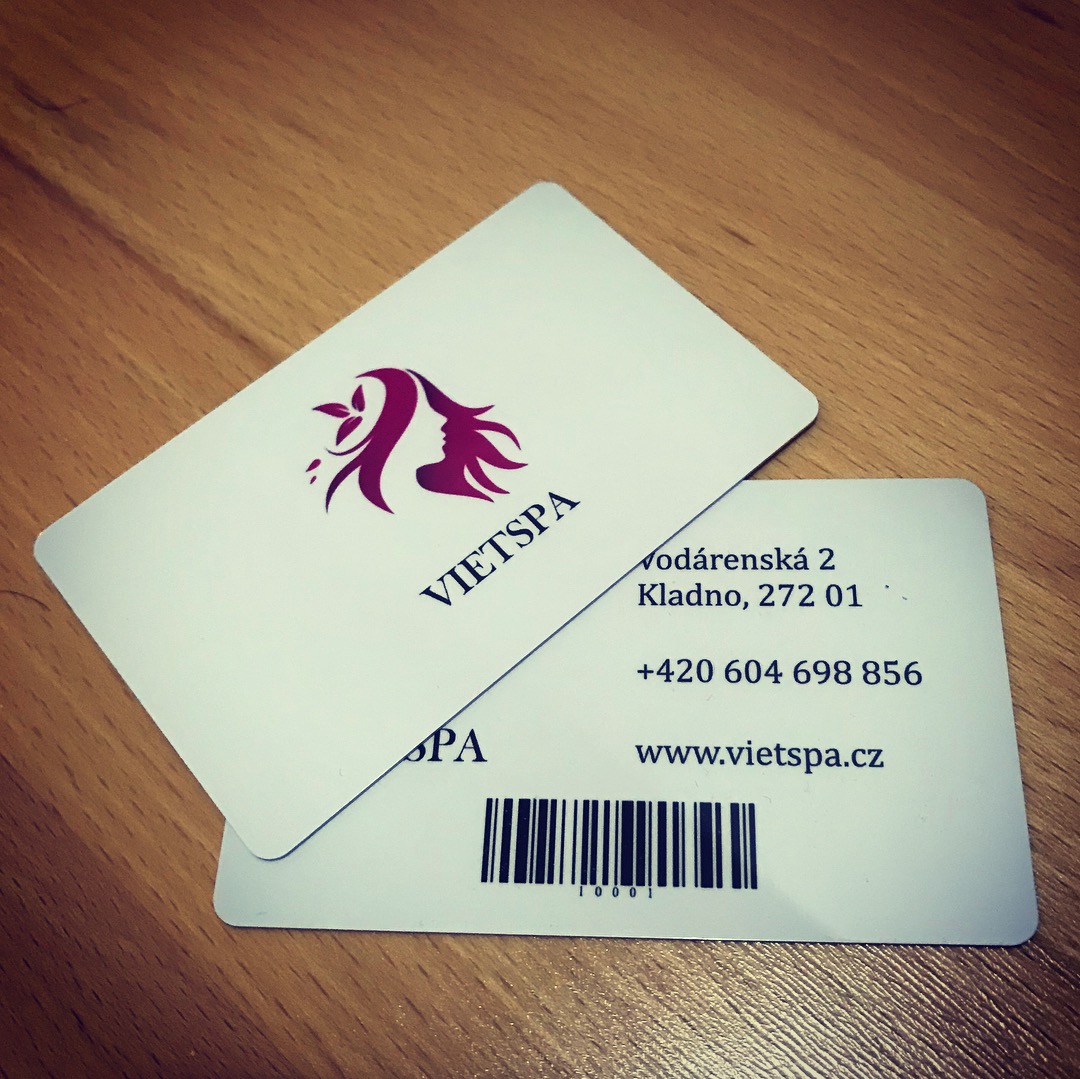 VIETSPA
Vodárenská 2
Kladno, 272 01
+420 604 698 856
SPA
www.vietspa.cz
10001